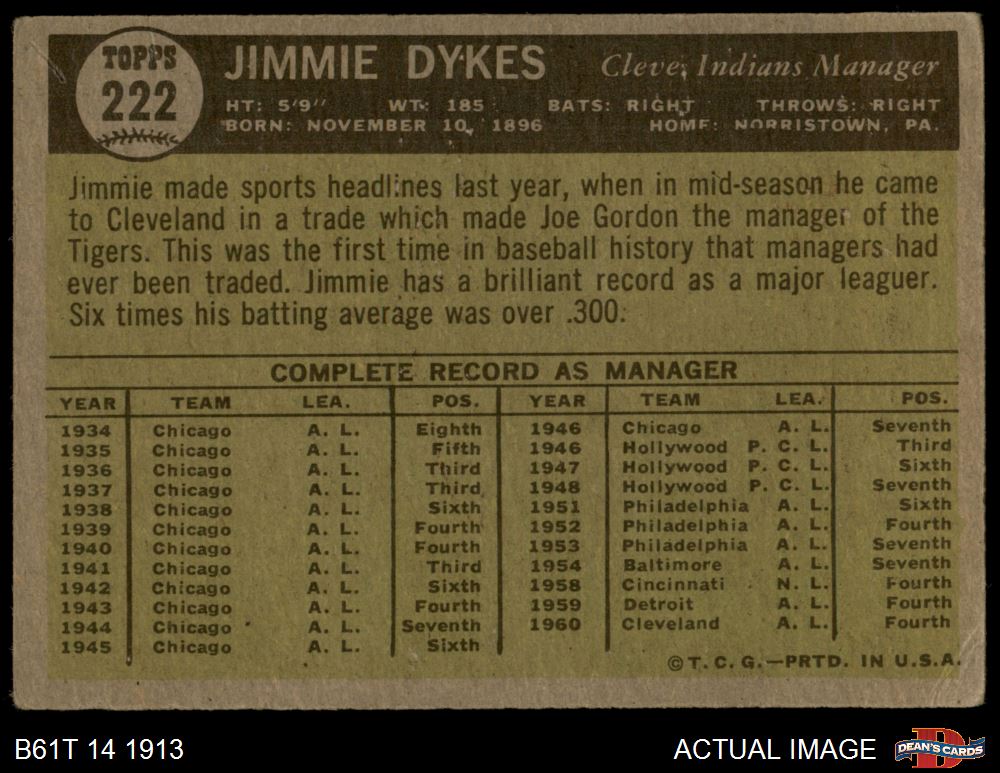 TOPPS
222
JIMMIE DYKES Cleve. Indians Manager
HT: 5'9" WT: 185 BATS: RIGHT THROWS: RIGHT
BORN: NOVEMBER 10, 1896 HOME: NORRISTOWN, PA.
Jimmie made sports headlines last year, when in mid-season he came
to Cleveland in a trade which made Joe Gordon the manager of the
Tigers. This was the first time in baseball history that managers had
ever been traded. Jimmie has a brilliant record as a major leaguer.
Six times his batting average was over .300.
COMPLETE RECORD AS MANAGER
YEAR TEAM LEA. POS. YEAR TEAM LEA. POS.
1934 Chicago A. L. Eighth 1946 Chicago A. L. Seventh
1935 Chicago A. L. Fifth 1946 Hollywood P. C. L. Third
1936 Chicago A. L. Third 1947 Hollywood P. C. L. Sixth
1937 Chicago A. L. Third 1948 Hollywood P. C. L. Seventh
1938 Chicago A. L. Sixth 1951 Philadelphia A. L. Sixth
1939 Chicago A. L. Fourth 1952 Philadelphia A. L. Fourth
1940 Chicago A. L. Fourth 1953 Philadelphia A. L. Seventh
1941 Chicago A. L. Third 1954 Baltimore A. L. Seventh
1942 Chicago A. L. Sixth 1958 Cincinnati N. L. Fourth
1943 Chicago A. L. Fourth 1959 Detroit A. L. Fourth
1944 Chicago A. L. Seventh 1960 Cleveland A. L. Fourth
1945 Chicago A. L. Sixth
©T. C. G.—PRTD. IN U.S.A.
B61T 14 1913 ACTUAL IMAGE DEAN'S CARDS